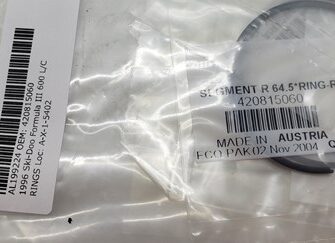 AL199224 OEM: 420815060
1996 Ski-Doo Formula III 600 L/C
RINGS Loc: A-X-1-5402
SEGMENT R 64.5*RING-R
420815060
MADE IN AUSTRIA
ECO PAK02 Nov 2004 Q